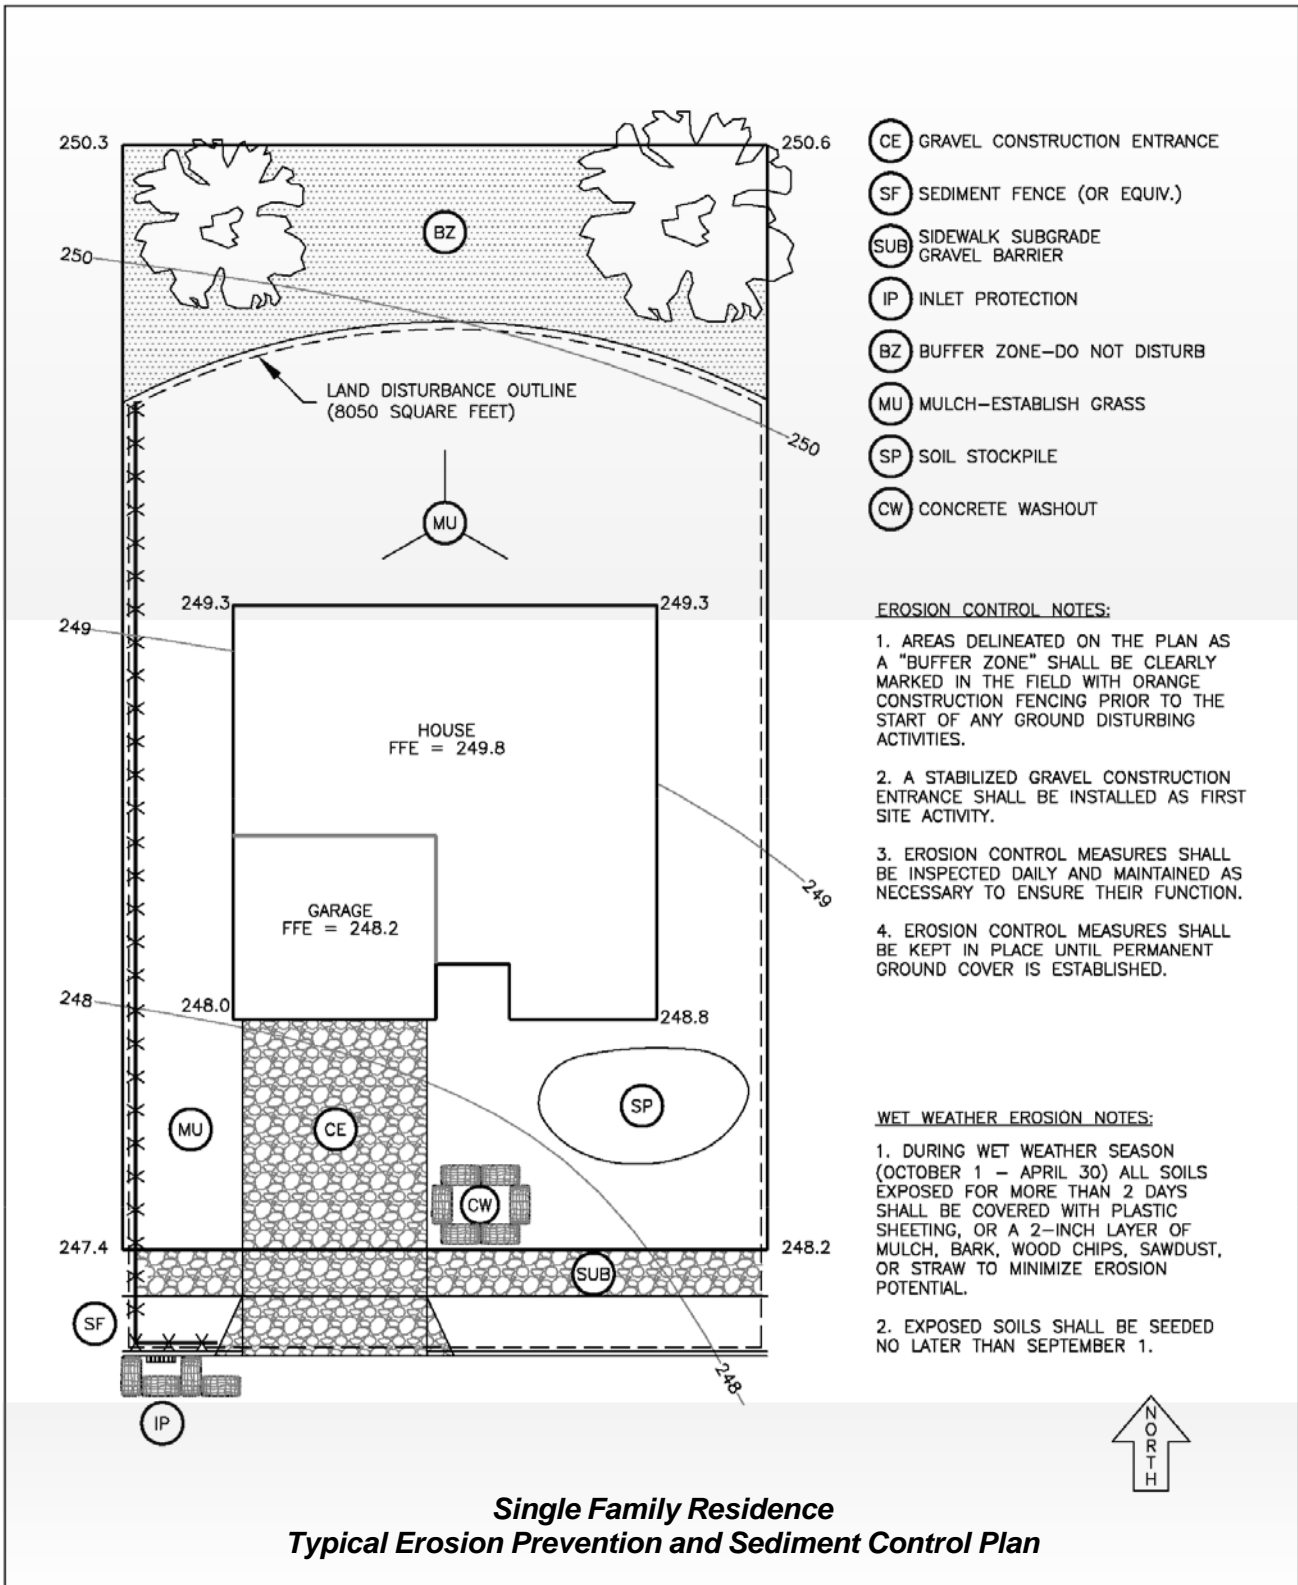 250.3
250.6
BZ
250
LAND DISTURBANCE OUTLINE
(8050 SQUARE FEET)
250
MU
249.3
249.3
249
HOUSE
FFE = 249.8
249
GARAGE
FFE = 248.2
248
248.0
248.8
MU
CE
SP
CW
247.4
248.2
SUB
SF
248
IP
CE GRAVEL CONSTRUCTION ENTRANCE
SF SEDIMENT FENCE (OR EQUIV.)
SUB SIDEWALK SUBGRADE
GRAVEL BARRIER
IP INLET PROTECTION
BZ BUFFER ZONE-DO NOT DISTURB
MU MULCH-ESTABLISH GRASS
SP SOIL STOCKPILE
CW CONCRETE WASHOUT
EROSION CONTROL NOTES:
1. AREAS DELINEATED ON THE PLAN AS
A "BUFFER ZONE" SHALL BE CLEARLY
MARKED IN THE FIELD WITH ORANGE
CONSTRUCTION FENCING PRIOR TO THE
START OF ANY GROUND DISTURBING
ACTIVITIES.
2. A STABILIZED GRAVEL CONSTRUCTION
ENTRANCE SHALL BE INSTALLED AS FIRST
SITE ACTIVITY.
3. EROSION CONTROL MEASURES SHALL
BE INSPECTED DAILY AND MAINTAINED AS
NECESSARY TO ENSURE THEIR FUNCTION.
4. EROSION CONTROL MEASURES SHALL
BE KEPT IN PLACE UNTIL PERMANENT
GROUND COVER IS ESTABLISHED.
WET WEATHER EROSION NOTES:
1. DURING WET WEATHER SEASON
(OCTOBER 1 - APRIL 30) ALL SOILS
EXPOSED FOR MORE THAN 2 DAYS
SHALL BE COVERED WITH PLASTIC
SHEETING, OR A 2-INCH LAYER OF
MULCH, BARK, WOOD CHIPS, SAWDUST,
OR STRAW TO MINIMIZE EROSION
POTENTIAL.
2. EXPOSED SOILS SHALL BE SEEDED
NO LATER THAN SEPTEMBER 1.
NORTH
Single Family Residence
Typical Erosion Prevention and Sediment Control Plan